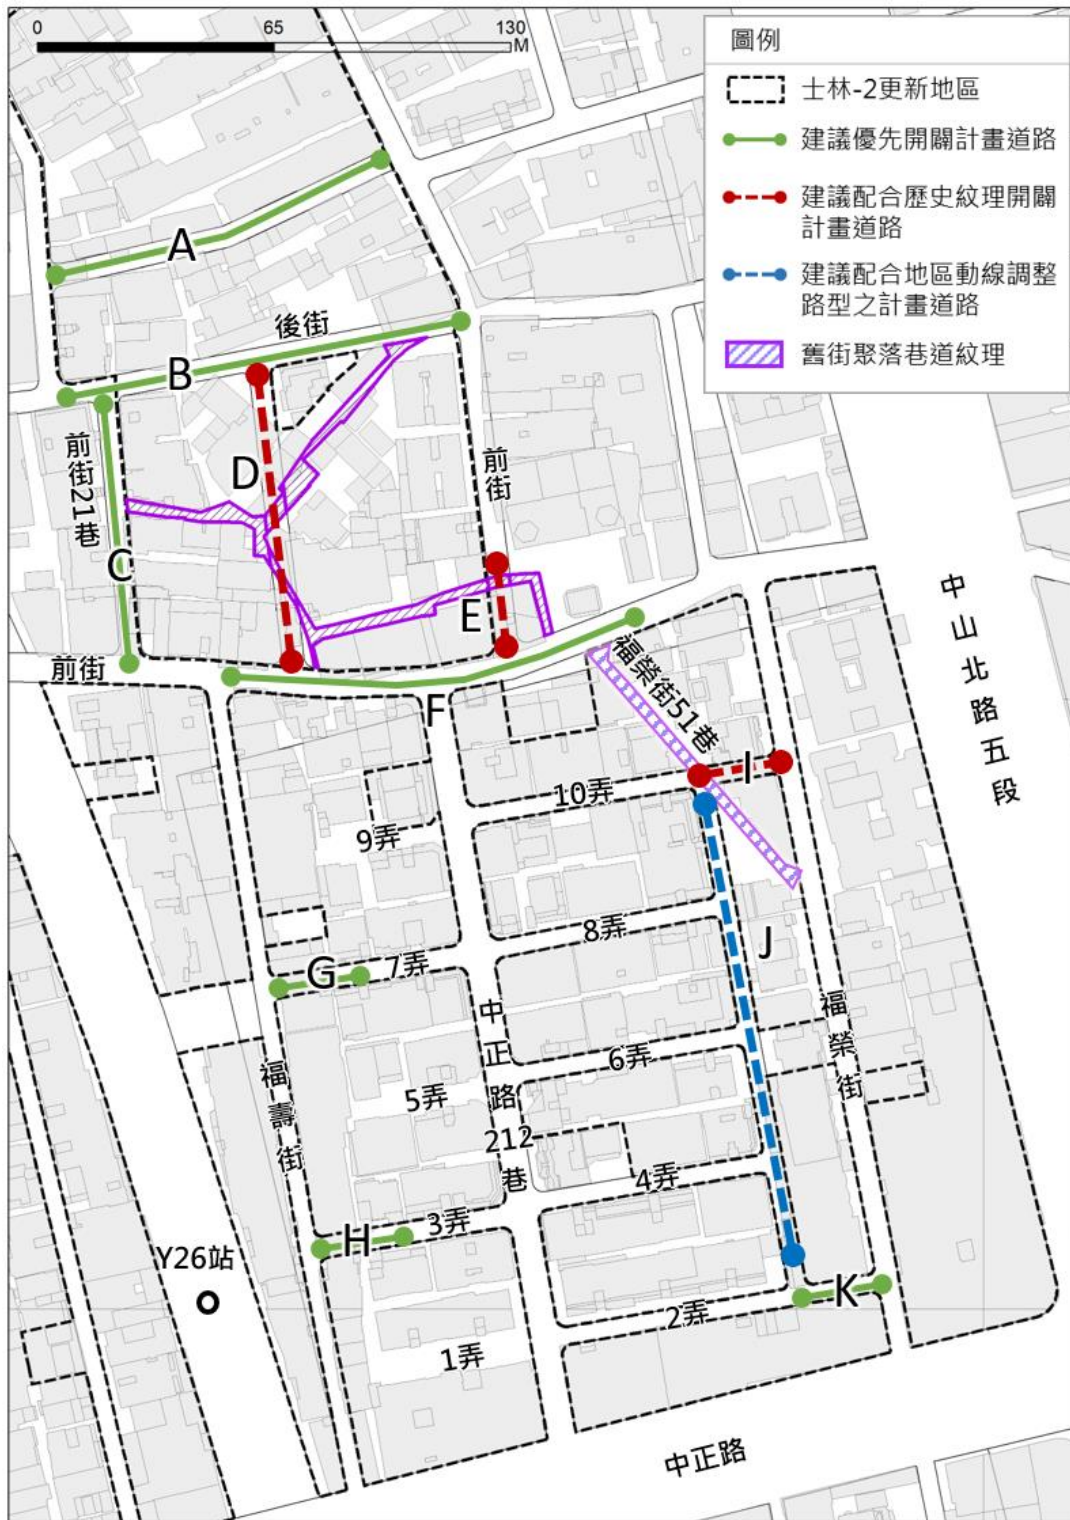 0 65 130
M
圖例
士林-2更新地區
建議優先開闢計畫道路
建議配合歷史紋理開闢
計畫道路
建議配合地區動線調整
路型之計畫道路
舊街聚落巷道紋理
A
後街
B
前街21巷
D
前街
C
E
前街
F
福榮街51巷
中山北路五段
I
10弄
9弄
8弄
J
G
7弄
中正路212巷
福榮街
6弄
5弄
福壽街
4弄
3弄
H
Y26站
K
2弄
1弄
中正路